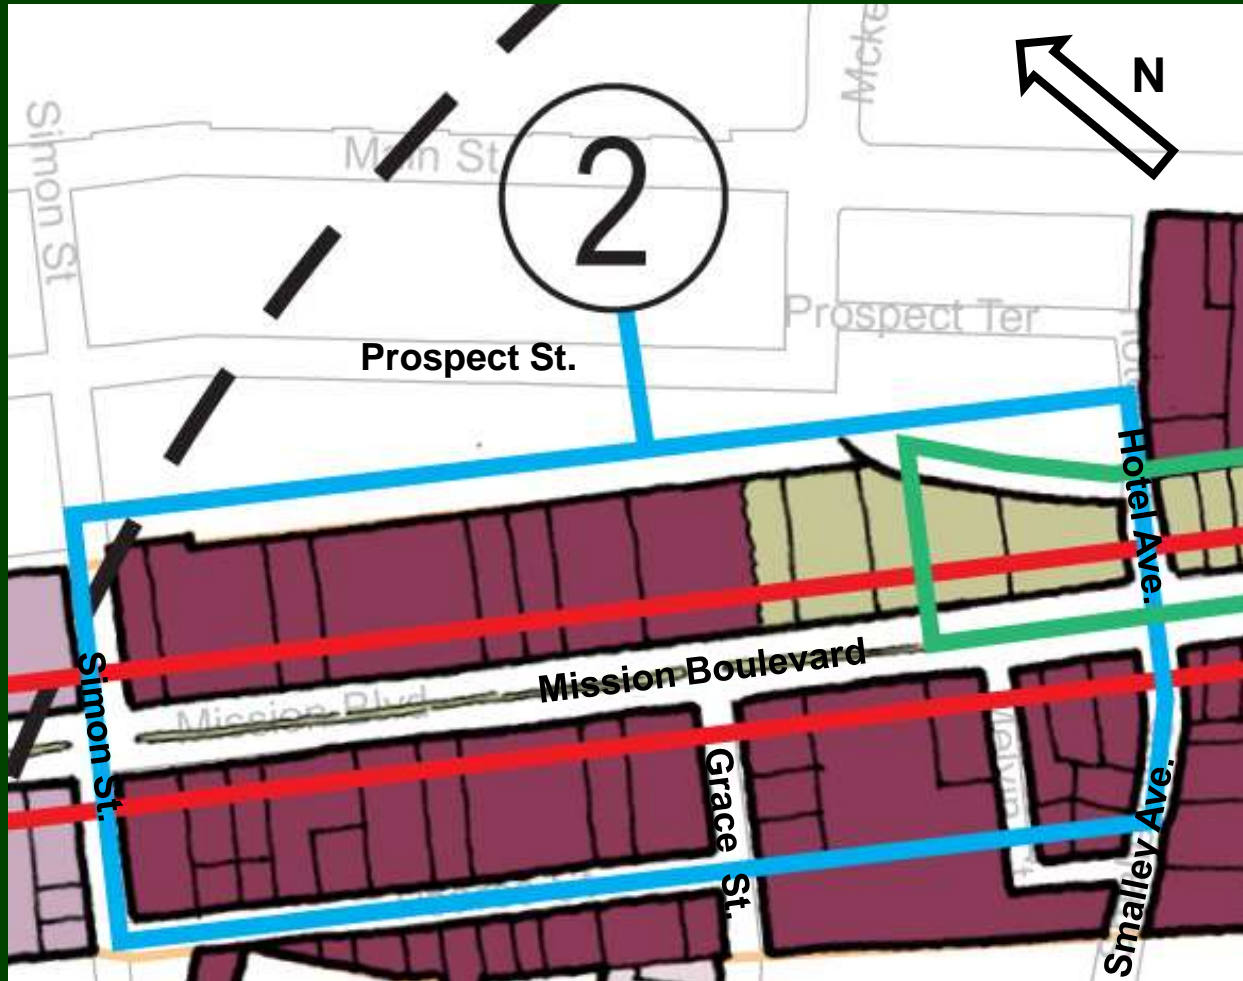 Mcke
N
Simon St
Main St
2
Prospect Ter
Prospect St.
Hotel Ave.
Mission Boulevard
Mission Blvd
Simon St.
Grace St.
Smalley Ave.